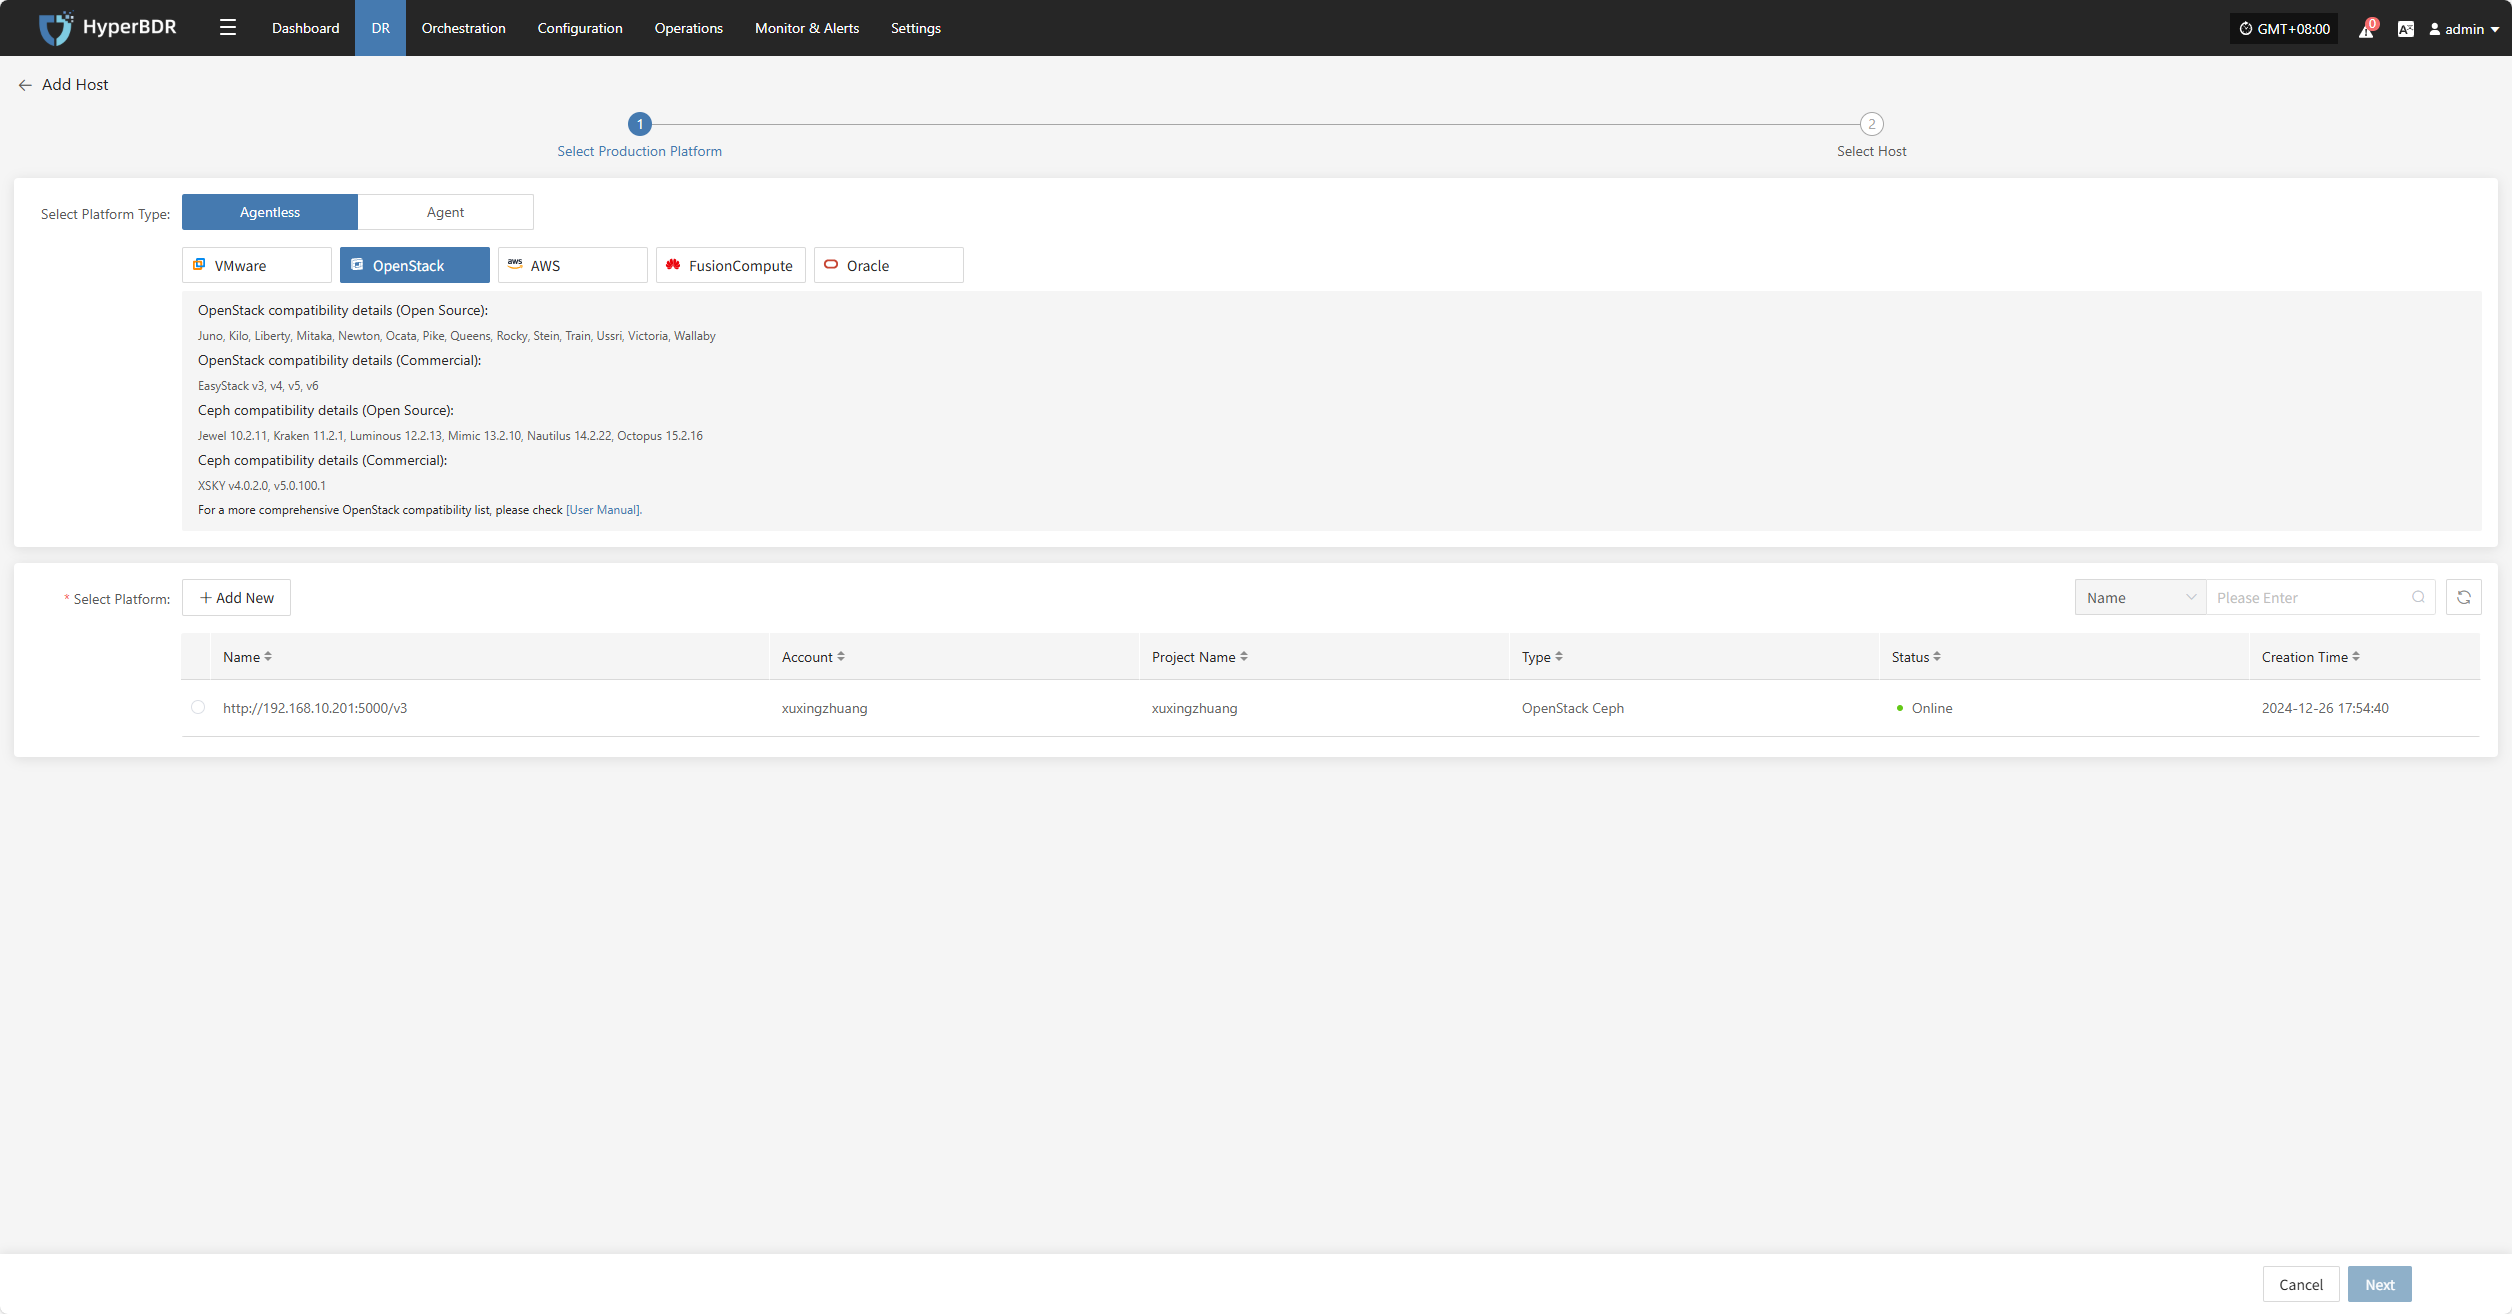 HyperBDR Dashboard DR Orchestration Configuration Operations Monitor & Alerts Settings GMT+08:00 0 admin
Add Host
1 2
Select Production Platform Select Host
Select Platform Type: Agentless Agent
VMware OpenStack aws AWS FusionCompute Oracle
OpenStack compatibility details (Open Source):
Juno, Kilo, Liberty, Mitaka, Newton, Ocata, Pike, Queens, Rocky, Stein, Train, Ussri, Victoria, Wallaby
OpenStack compatibility details (Commercial):
EasyStack v3, v4, v5, v6
Ceph compatibility details (Open Source):
Jewel 10.2.11, Kraken 11.2.1, Luminous 12.2.13, Mimic 13.2.10, Nautilus 14.2.22, Octopus 15.2.16
Ceph compatibility details (Commercial):
XSKY v4.0.2.0, v5.0.100.1
For a more comprehensive OpenStack compatibility list, please check [User Manual].
* Select Platform: + Add New Name Please Enter
Name Account Project Name Type Status Creation Time
http://192.168.10.201:5000/v3 xuxingzhuang xuxingzhuang OpenStack Ceph Online 2024-12-26 17:54:40
Cancel Next